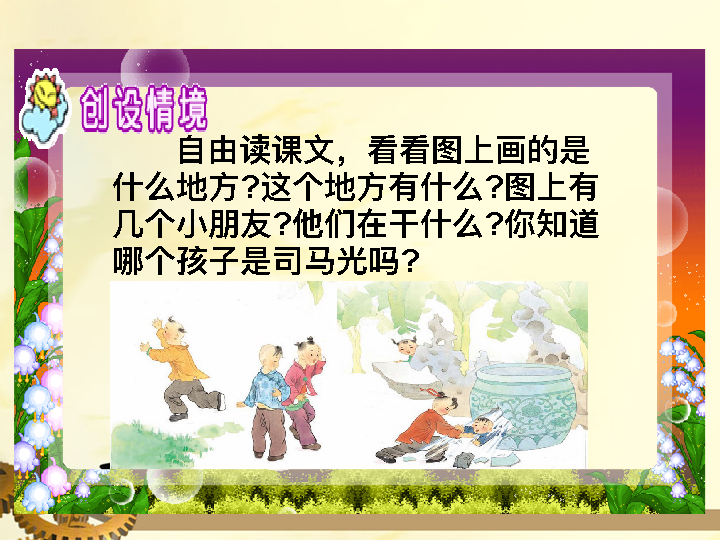 创设情境
自由读课文，看看图上画的是
什么地方?这个地方有什么?图上有
几个小朋友?他们在干什么?你知道
哪个孩子是司马光吗?